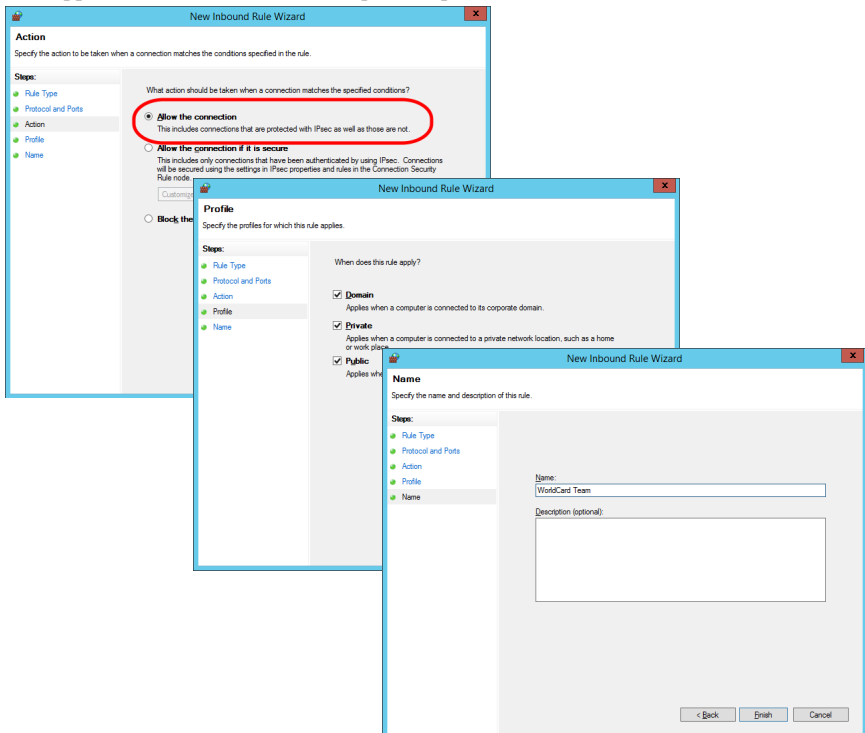 New Inbound Rule Wizard
x
Action
Specify the action to be taken when a connection matches the conditions specified in the rule.
Steps:
Rule Type
Protocol and Ports
Action
Profile
Name
What action should be taken when a connection matches the specified conditions?
Allow the connection
This includes connections that are protected with IPsec as well as those are not.
Allow the connection if it is secure
This includes only connections that have been authenticated by using IPsec. Connections
will be secured using the settings in IPsec properties and rules in the Connection Security
Rule node.
Customize
Block the
New Inbound Rule Wizard
x
Profile
Specify the profiles for which this rule applies.
Steps:
Rule Type
Protocol and Ports
Action
Profile
Name
When does this rule apply?
Domain
Applies when a computer is connected to its corporate domain.
Private
Applies when a computer is connected to a private network location, such as a home
or work place.
Public
Applies whe
New Inbound Rule Wizard
x
Name
Specify the name and description of this rule.
Steps:
Rule Type
Protocol and Ports
Action
Profile
Name
Name:
WorldCard Team
Description (optional):
< Back
Finish
Cancel